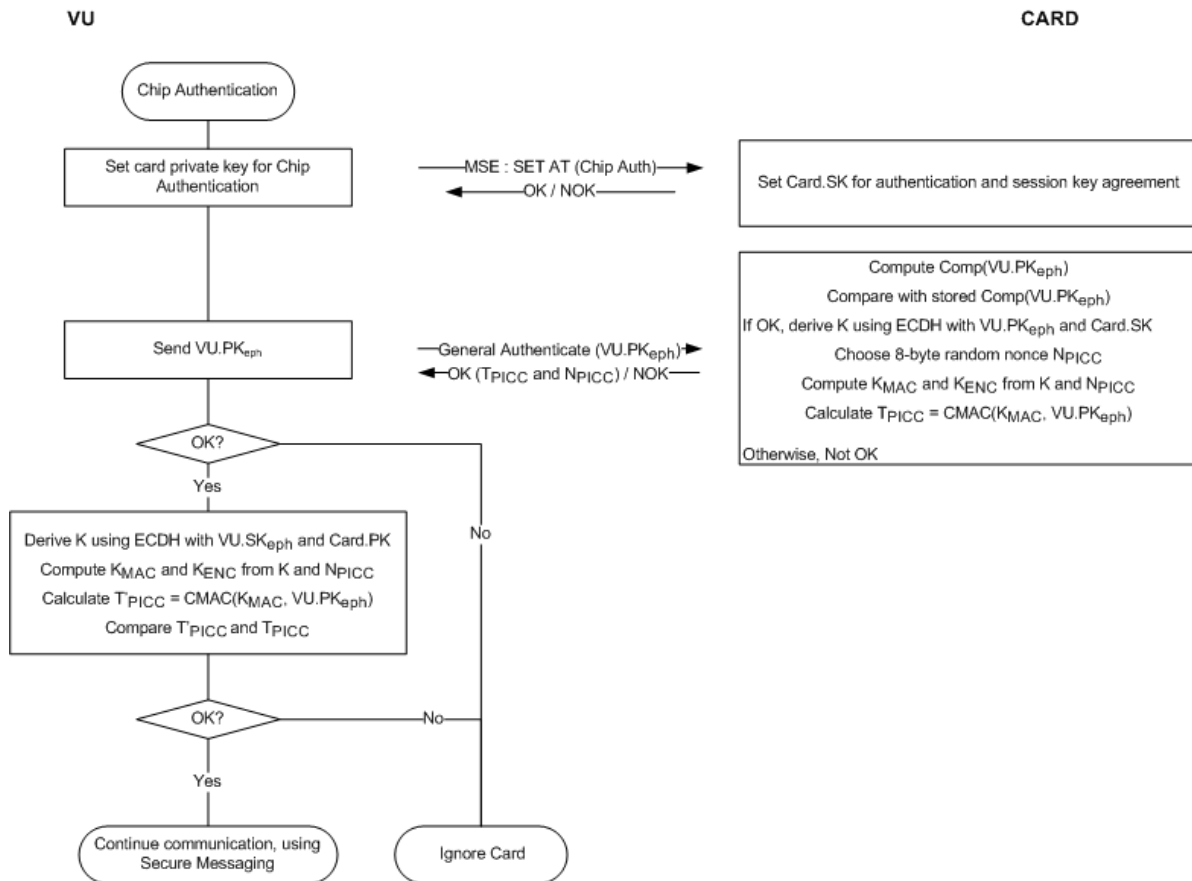 VU
CARD
Chip Authentication
Set card private key for Chip
Authentication
MSE : SET AT (Chip Auth)
OK / NOK
Set Card.SK for authentication and session key agreement
Compute Comp(VU.PKeph)
Compare with stored Comp(VU.PKeph)
If OK, derive K using ECDH with VU.PKeph and Card.SK
Choose 8-byte random nonce NPICC
Compute KMAC and KENC from K and NPICC
Calculate TPICC = CMAC(KMAC, VU.PKeph)
Otherwise, Not OK
Send VU.PKeph
General Authenticate (VU.PKeph)
OK (TPICC and NPICC) / NOK
OK?
Yes
No
Derive K using ECDH with VU.SKeph and Card.PK
Compute KMAC and KENC from K and NPICC
Calculate T'PICC = CMAC(KMAC, VU.PKeph)
Compare T'PICC and TPICC
OK?
No
Yes
Continue communication, using
Secure Messaging
Ignore Card